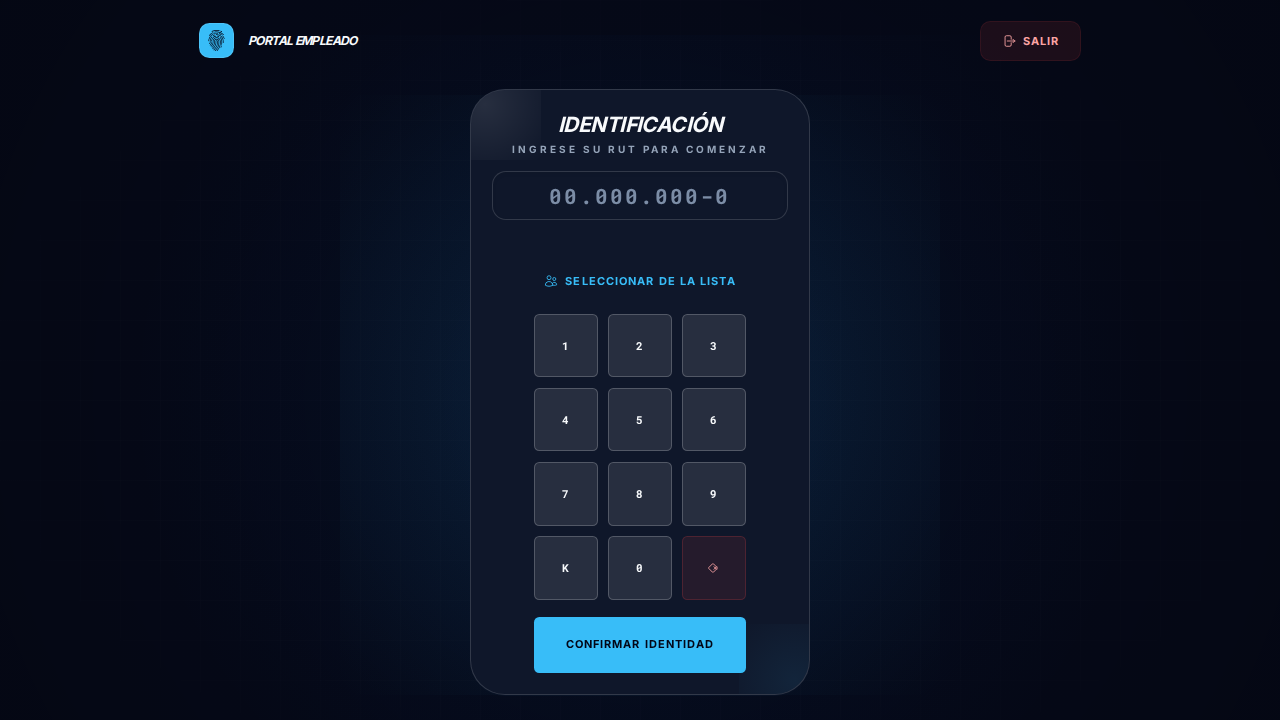 PORTAL EMPLEADO
SALIR
IDENTIFICACIÓN
INGRESE SU RUT PARA COMENZAR
00.000.000-0
SELECCIONAR DE LA LISTA
1 2 3
4 5 6
7 8 9
K 0
CONFIRMAR IDENTIDAD